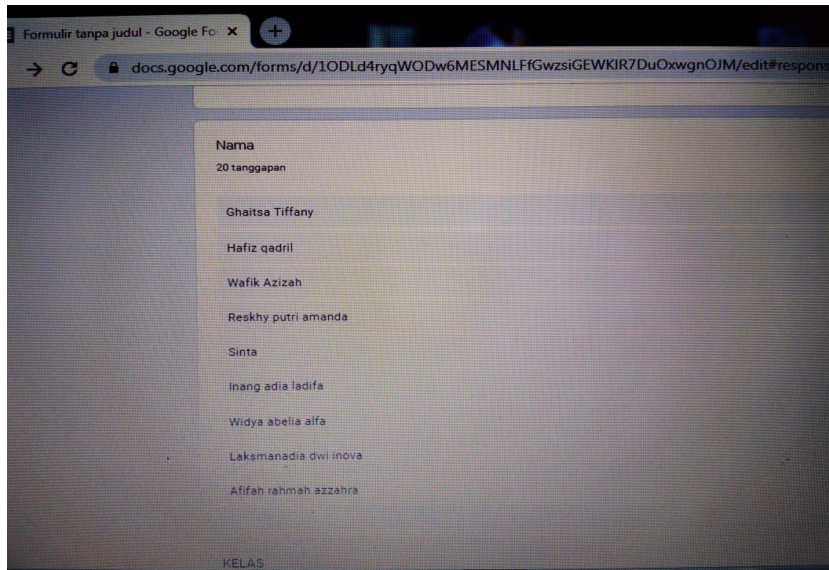 Formulir tanpa judul - Google Fo
docs.google.com/forms/d/1ODLd4ryqWODw6MESMNLFfGwzsiGEWKIR7DuOxwgnOJM/edit#respons
Nama
20 tanggapan
Ghaitsa Tiffany
Hafiz qadril
Wafik Azizah
Reskhy putri amanda
Sinta
Inang adia ladifa
Widya abelia alfa
Laksmanadia dwi inova
Afifah rahmah azzahra
KELAS